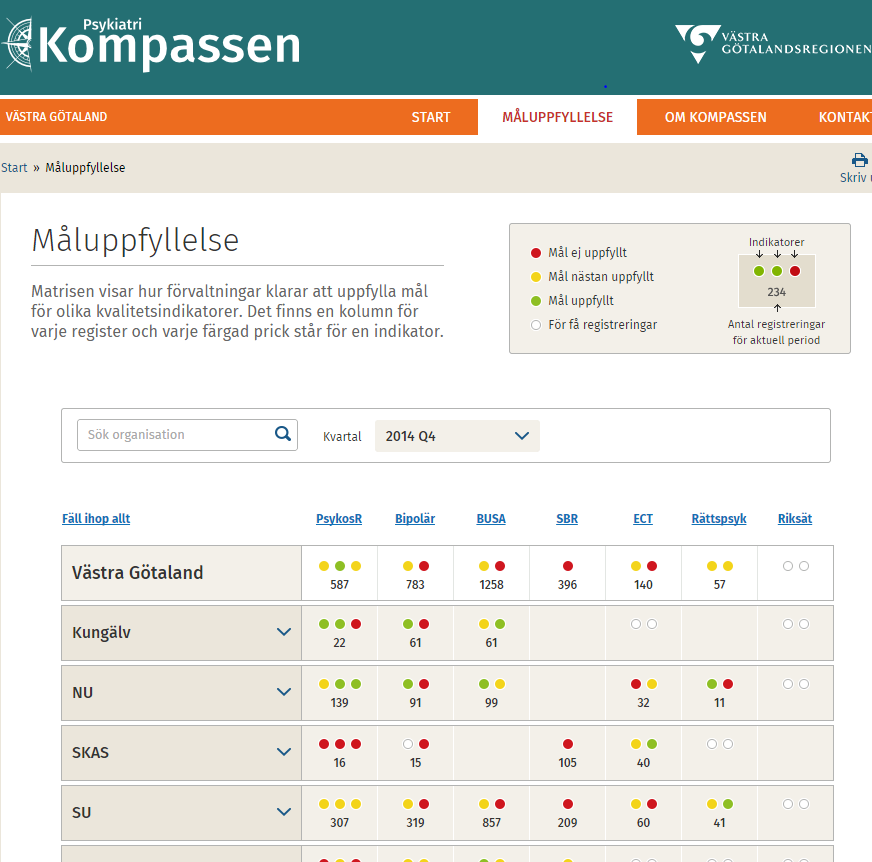 Psykiatri
Kompassen
VÄSTRA
GÖTALANDSREGIONEN
VÄSTRA GÖTALAND
START
MÅLUPPFYLLELSE
OM KOMPASSEN
KONTAKT
Start » Måluppfyllelse
Skriv u
Måluppfyllelse
Matrisen visar hur förvaltningar klarar att uppfylla mål
för olika kvalitetsindikatorer. Det finns en kolumn för
varje register och varje färgad prick står för en indikator.
Mål ej uppfyllt
Mål nästan uppfyllt
Mål uppfyllt
För få registreringar
Indikatorer
234
Antal registreringar
för aktuell period
Sök organisation
Kvartal
2014 Q4
Fäll ihop allt PsykosR Bipolär BUSA SBR ECT Rättspsyk Riksät
Västra Götaland 587 783 1258 396 140 57
Kungälv 22 61 61
NU 139 91 99 32 11
SKAS 16 15 105 40
SU 307 319 857 209 60 41